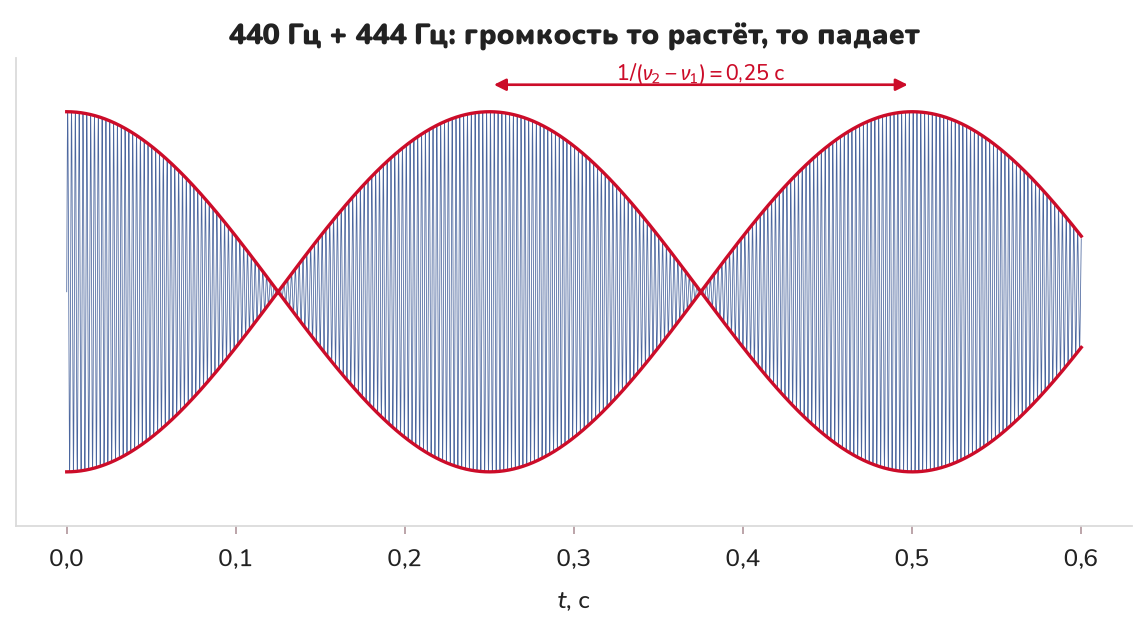 440 Гц + 444 Гц: громкость то растёт, то падает
1/(ν₂ − ν₁) = 0,25 с
0,0 0,1 0,2 0,3 0,4 0,5 0,6
t, с